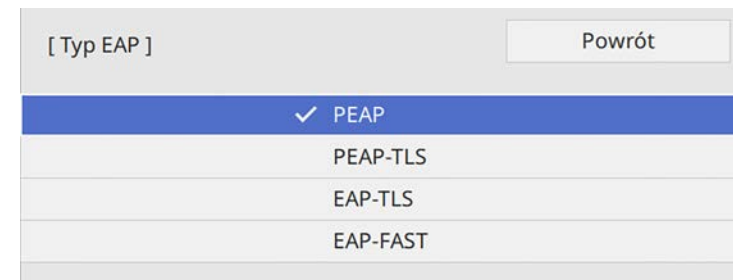 [ Typ EAP ]
Powrót
PEAP
PEAP-TLS
EAP-TLS
EAP-FAST